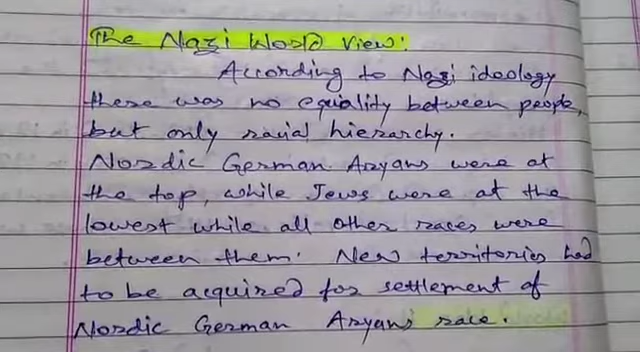 The Nazi World View:
According to Nazi ideology
there was no equality between people,
but only racial hierarchy.
Nordic German Aryans were at
the top, while Jews were at the
lowest while all other races were
between them. New territories had
to be acquired for settlement of
Nordic German Aryans race.